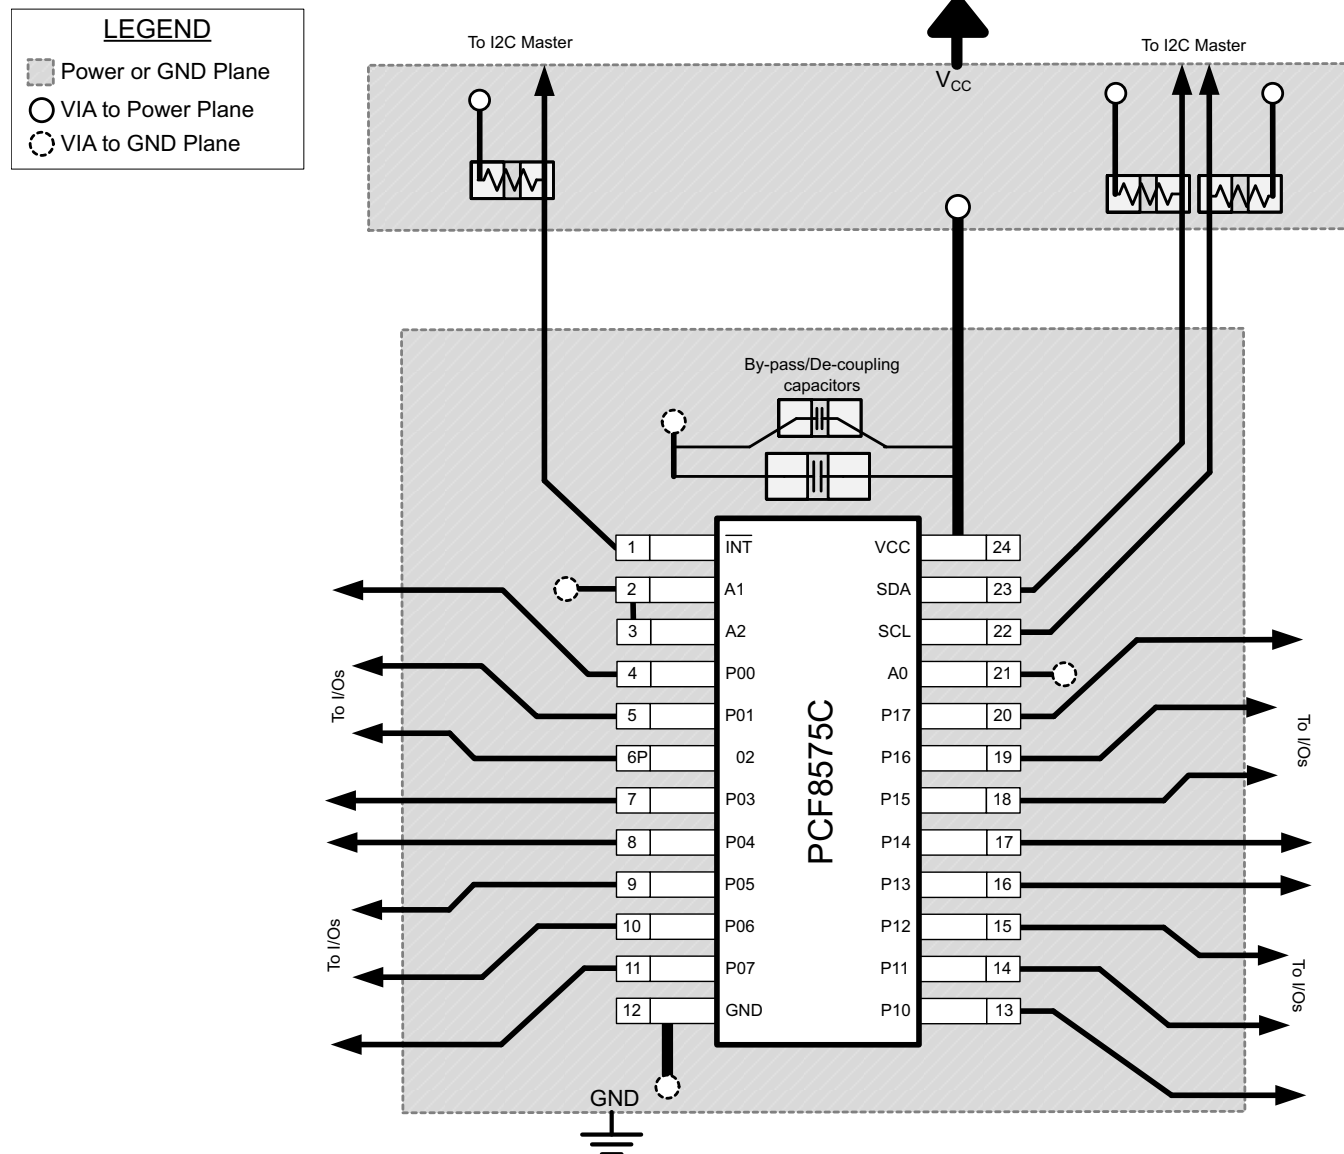 LEGEND
Power or GND Plane
VIA to Power Plane
VIA to GND Plane
To I2C Master
VCC
To I2C Master
By-pass/De-coupling
capacitors
1 INT VCC 24
2 A1 SDA 23
3 A2 SCL 22
4 P00 A0 21
5 P01 P17 20
6P 02 P16 19
7 P03 P15 18
8 P04 P14 17
9 P05 P13 16
10 P06 P12 15
11 P07 P11 14
12 GND P10 13
PCF8575C
To I/Os
To I/Os
To I/Os
To I/Os
GND